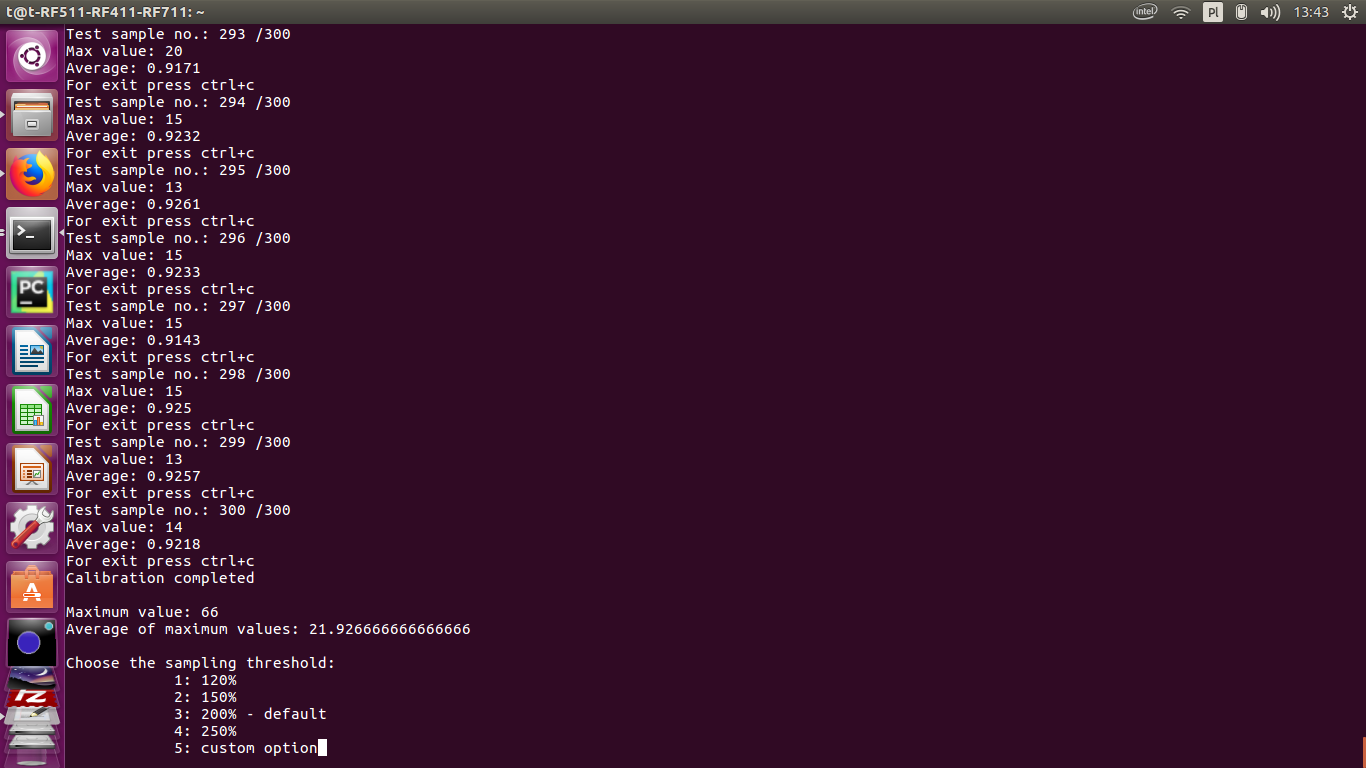 t@t-RF511-RF411-RF711: ~
intel
Pl
13:43
Test sample no.: 293 /300
Max value: 20
Average: 0.9171
For exit press ctrl+c
Test sample no.: 294 /300
Max value: 15
Average: 0.9232
For exit press ctrl+c
Test sample no.: 295 /300
Max value: 13
Average: 0.9261
For exit press ctrl+c
Test sample no.: 296 /300
Max value: 15
Average: 0.9233
For exit press ctrl+c
Test sample no.: 297 /300
Max value: 15
Average: 0.9143
For exit press ctrl+c
Test sample no.: 298 /300
Max value: 15
Average: 0.925
For exit press ctrl+c
Test sample no.: 299 /300
Max value: 13
Average: 0.9257
For exit press ctrl+c
Test sample no.: 300 /300
Max value: 14
Average: 0.9218
For exit press ctrl+c
Calibration completed
Maximum value: 66
Average of maximum values: 21.926666666666666
Choose the sampling threshold:
1: 120%
2: 150%
3: 200% - default
4: 250%
5: custom option
>_
PC
A